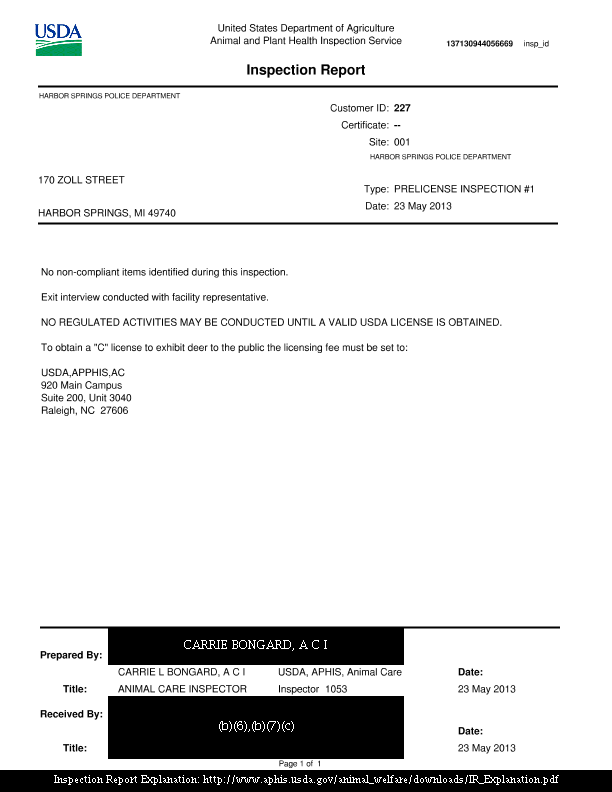 USDA
United States Department of Agriculture
Animal and Plant Health Inspection Service
137130944056669 insp_id
Inspection Report
HARBOR SPRINGS POLICE DEPARTMENT
Customer ID: 227
Certificate: --
Site: 001
HARBOR SPRINGS POLICE DEPARTMENT
170 ZOLL STREET
Type: PRELICENSE INSPECTION #1
Date: 23 May 2013
HARBOR SPRINGS, MI 49740
No non-compliant items identified during this inspection.
Exit interview conducted with facility representative.
NO REGULATED ACTIVITIES MAY BE CONDUCTED UNTIL A VALID USDA LICENSE IS OBTAINED.
To obtain a "C" license to exhibit deer to the public the licensing fee must be set to:
USDA,APPHIS,AC
920 Main Campus
Suite 200, Unit 3040
Raleigh, NC 27606
CARRIE BONGARD, A C I
Prepared By:
CARRIE L BONGARD, A C I USDA, APHIS, Animal Care Date:
Title: ANIMAL CARE INSPECTOR Inspector 1053 23 May 2013
Received By:
(b)(6),(b)(7)(c)
Date:
Title: 23 May 2013
Page 1 of 1
Inspection Report Explanation: http://www.aphis.usda.gov/animal_welfare/downloads/IR_Explanation.pdf